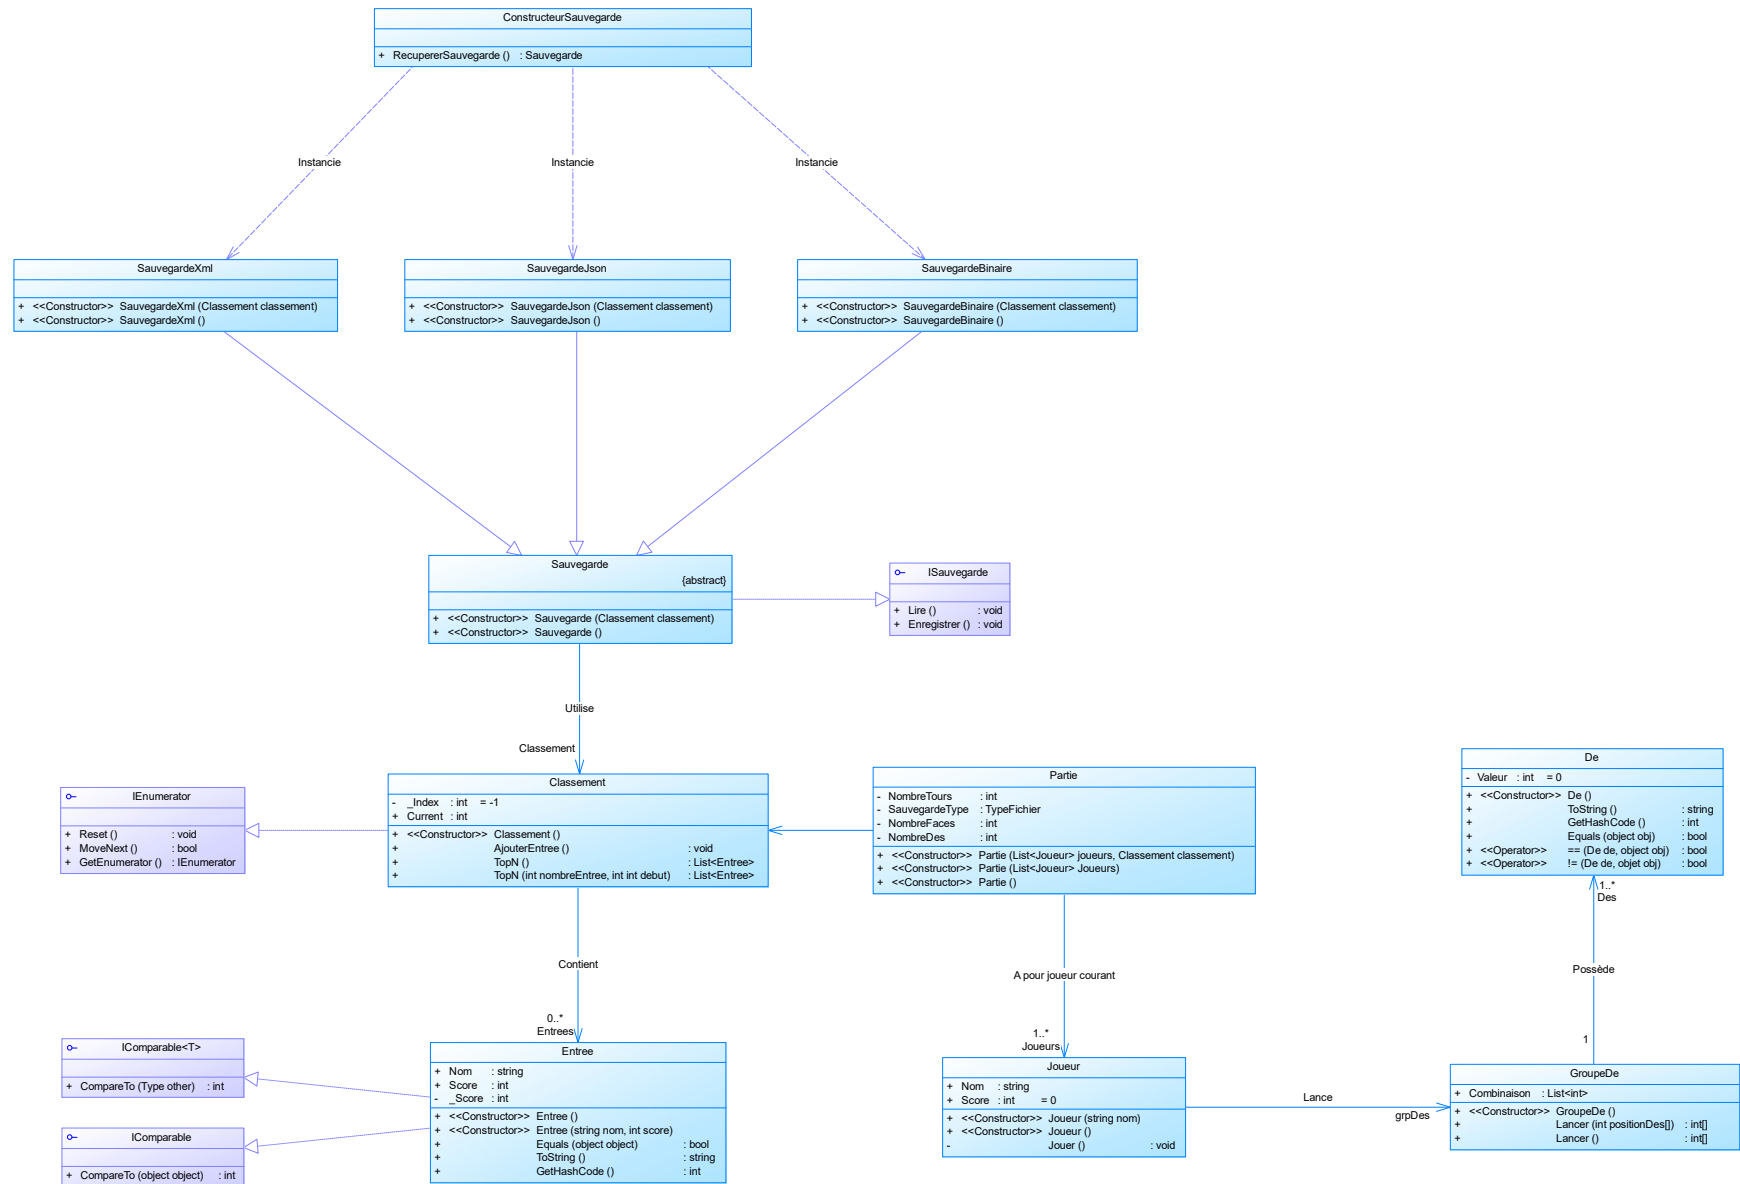 ConstructeurSauvegarde
+ RecupererSauvegarde () : Sauvegarde
Instancie
Instancie
Instancie
SauvegardeXml
+ <<Constructor>> SauvegardeXml (Classement classement)
+ <<Constructor>> SauvegardeXml ()
SauvegardeJson
+ <<Constructor>> SauvegardeJson (Classement classement)
+ <<Constructor>> SauvegardeJson ()
SauvegardeBinaire
+ <<Constructor>> SauvegardeBinaire (Classement classement)
+ <<Constructor>> SauvegardeBinaire ()
Sauvegarde
{abstract}
+ <<Constructor>> Sauvegarde (Classement classement)
+ <<Constructor>> Sauvegarde ()
ISauvegarde
+ Lire () : void
+ Enregistrer () : void
Utilise
Classement
IEnumerator
+ Reset () : void
+ MoveNext () : bool
+ GetEnumerator () : IEnumerator
Classement
- _Index : int = -1
+ Current : int
+ <<Constructor>> Classement ()
+ AjouterEntree () : void
+ TopN () : List<Entree>
+ TopN (int nombreEntree, int int debut) : List<Entree>
Partie
- NombreTours : int
- SauvegardeType : TypeFichier
- NombreFaces : int
- NombreDes : int
+ <<Constructor>> Partie (List<Joueur> joueurs, Classement classement)
+ <<Constructor>> Partie (List<Joueur> Joueurs)
+ <<Constructor>> Partie ()
De
- Valeur : int = 0
+ <<Constructor>> De ()
+ ToString () : string
+ GetHashCode () : int
+ Equals (object obj) : bool
+ <<Operator>> == (De de, object obj) : bool
+ <<Operator>> != (De de, objet obj) : bool
1..*
Des
Possède
1
Contient
0..*
Entrees
A pour joueur courant
1..*
Joueurs
IComparable<T>
+ CompareTo (Type other) : int
IComparable
+ CompareTo (object object) : int
Entree
+ Nom : string
+ Score : int
- _Score : int
+ <<Constructor>> Entree ()
+ <<Constructor>> Entree (string nom, int score)
+ Equals (object object) : bool
+ ToString () : string
+ GetHashCode () : int
Joueur
+ Nom : string
+ Score : int = 0
+ <<Constructor>> Joueur (string nom)
+ <<Constructor>> Joueur ()
- Jouer () : void
Lance
grpDes
GroupeDe
+ Combinaison : List<int>
+ <<Constructor>> GroupeDe ()
+ Lancer (int positionDes[]) : int[]
+ Lancer () : int[]